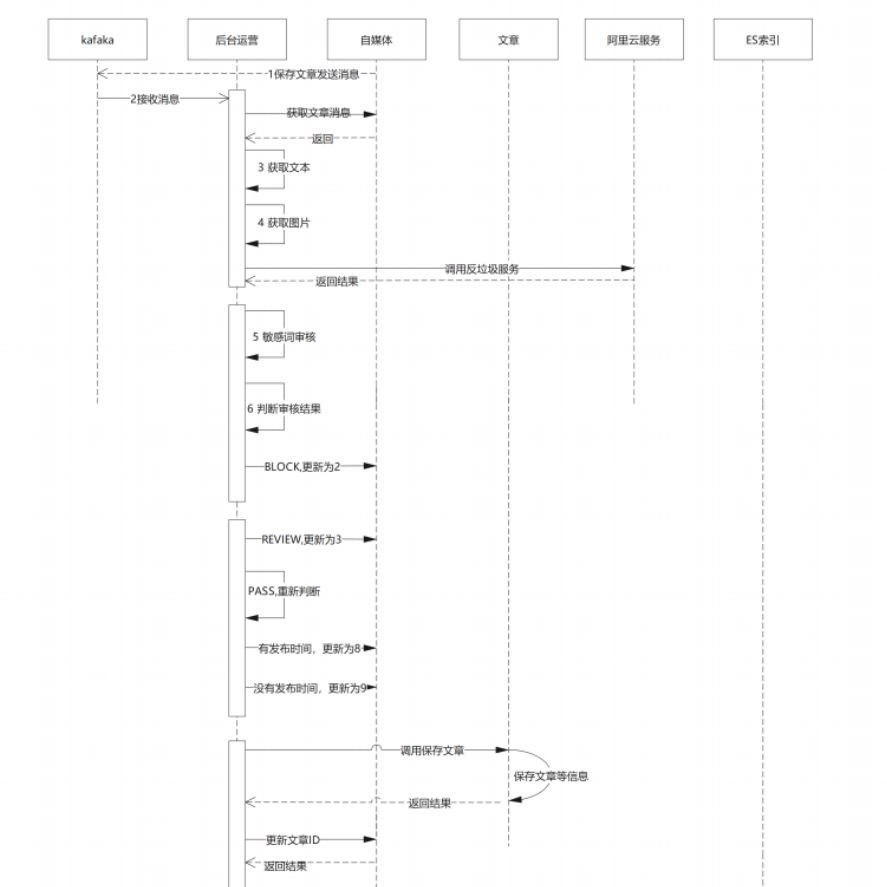 kafaka
后台运营
自媒体
文章
阿里云服务
ES索引
1保存文章发送消息
2接收消息
获取文章消息
返回
3 获取文本
4 获取图片
调用反垃圾服务
返回结果
5 敏感词审核
6 判断审核结果
BLOCK,更新为2
REVIEW,更新为3
PASS,重新判断
有发布时间，更新为8
没有发布时间，更新为9
调用保存文章
保存文章等信息
返回结果
更新文章ID
返回结果